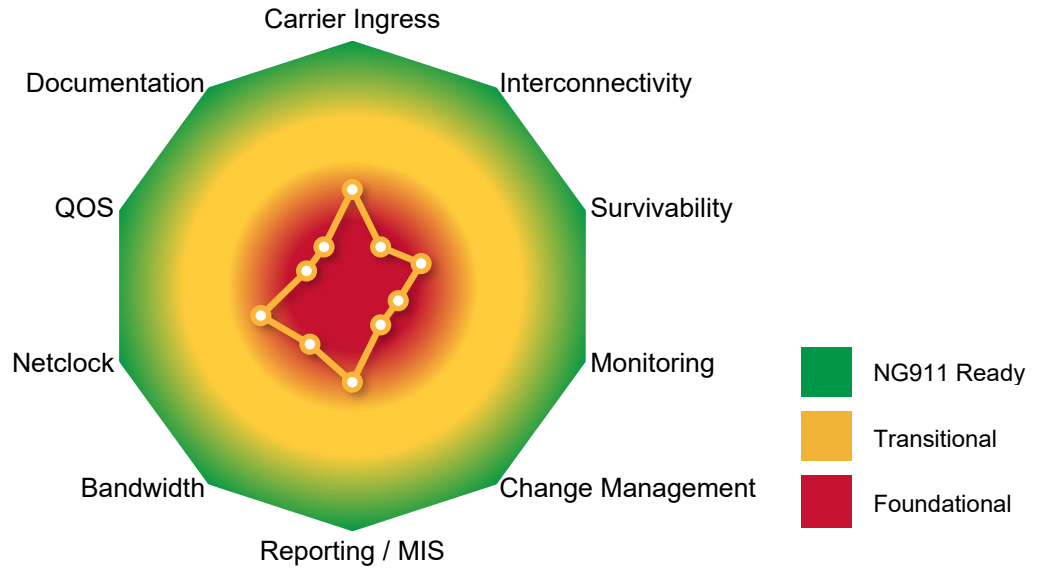 Carrier Ingress
Documentation
Interconnectivity
QOS
Survivability
Netclock
Monitoring
NG911 Ready
Transitional
Bandwidth
Change Management
Foundational
Reporting / MIS